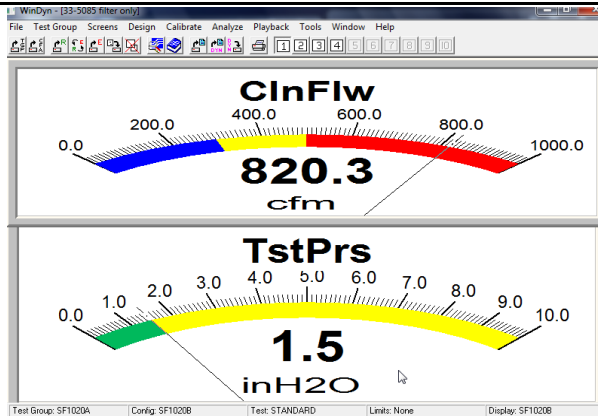 WinDyn - [33-5085 filter only]
File Test Group Screens Design Calibrate Analyze Playback Tools Window Help
1 2 3 4 5 6 7 8 9 10
ClnFlw
0.0 200.0 400.0 600.0 800.0 1000.0
820.3
cfm
TstPrs
0.0 1.0 2.0 3.0 4.0 5.0 6.0 7.0 8.0 9.0 10.0
1.5
inH2O
Test Group: SF1020A Config: SF1020B Test: STANDARD Limits: None Display: SF1020B